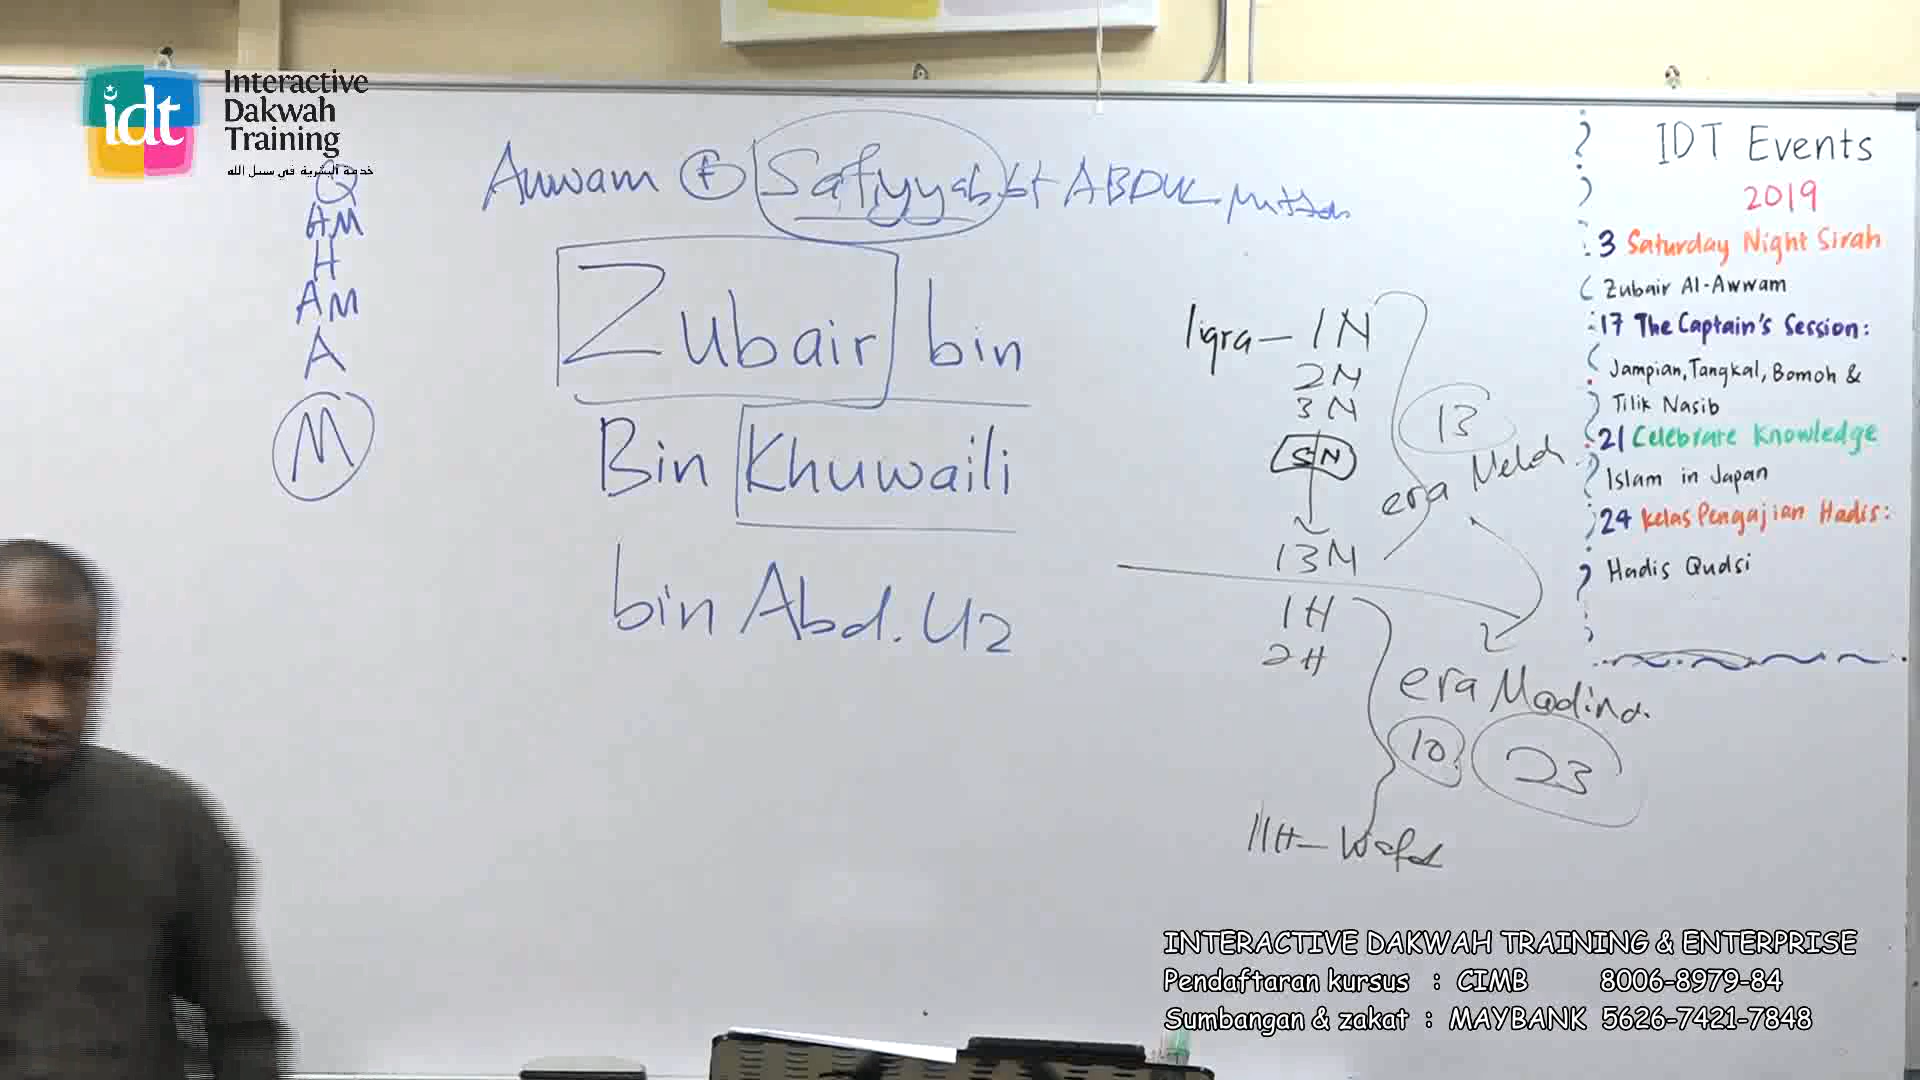 idt
Interactive
Dakwah
Training
خدمة البشرية في سبيل الله
Q
AM
H
AM
A
M
Awwam + Safiyyah bt ABDUL
Zubair bin
Bin Khuwaili
bin Abd. Uz
Iqra – 1N
2N
3N
5N
13N
13
era Mekah
1H
2H
era Madinah
10
23
11H – Wafat
IDT Events
2019
3 Saturday Night Sirah
Zubair Al-Awwam
17 The Captain's Session:
Jampian, Tangkal, Bomoh &
Tilik Nasib
21 Celebrate Knowledge
Islam in Japan
24 Kelas Pengajian Hadis:
Hadis Qudsi
INTERACTIVE DAKWAH TRAINING & ENTERPRISE
Pendaftaran kursus : CIMB 8006-8979-84
Sumbangan & zakat : MAYBANK 5626-7421-7848